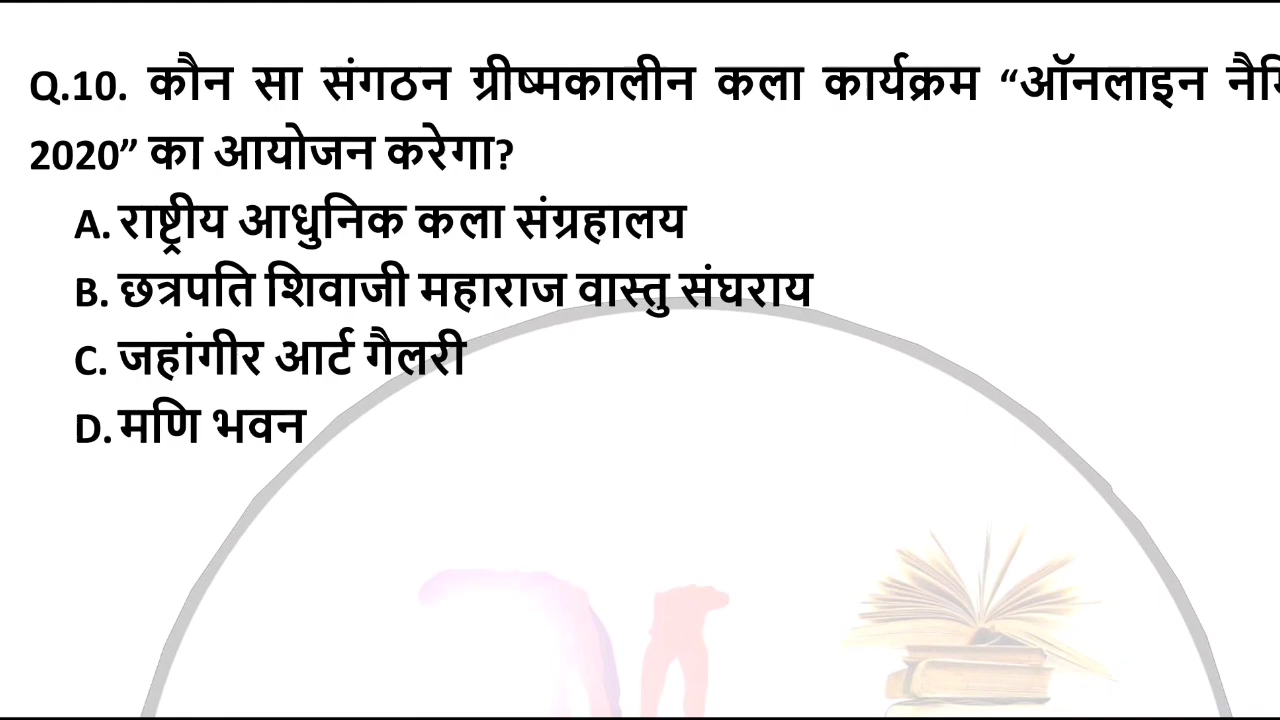 Q.10. कौन सा संगठन ग्रीष्मकालीन कला कार्यक्रम “ऑनलाइन
2020” का आयोजन करेगा?
A. राष्ट्रीय आधुनिक कला संग्रहालय
B. छत्रपति शिवाजी महाराज वास्तु संघराय
C. जहांगीर आर्ट गैलरी
D. मणि भवन